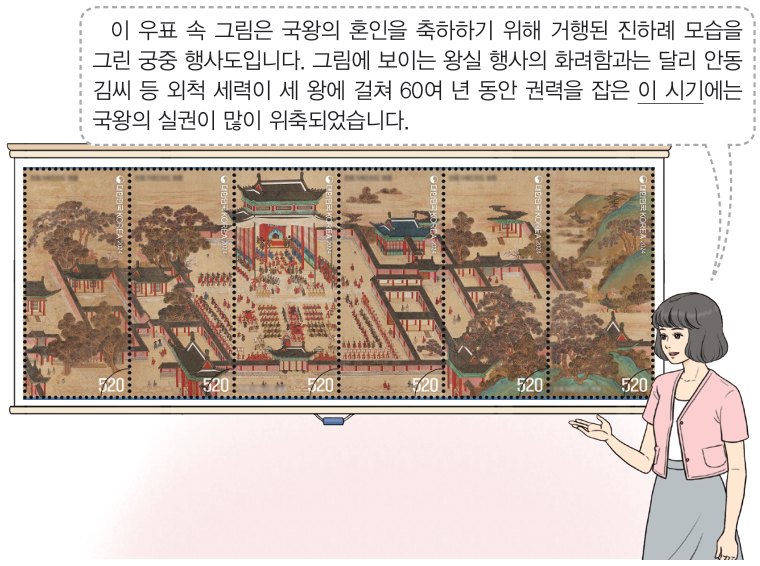 이 우표 속 그림은 국왕의 혼인을 축하하기 위해 거행된 진하례 모습을
그린 궁중 행사도입니다. 그림에 보이는 왕실 행사의 화려함과는 달리 안동
김씨 등 외척 세력이 세 왕에 걸쳐 60여 년 동안 권력을 잡은 이 시기에는
국왕의 실권이 많이 위축되었습니다.
대한민국 KOREA 2024
대한민국 KOREA 2024
대한민국 KOREA 2024
대한민국 KOREA 2024
대한민국 KOREA 2024
대한민국 KOREA 2024
520
520
520
520
520
520